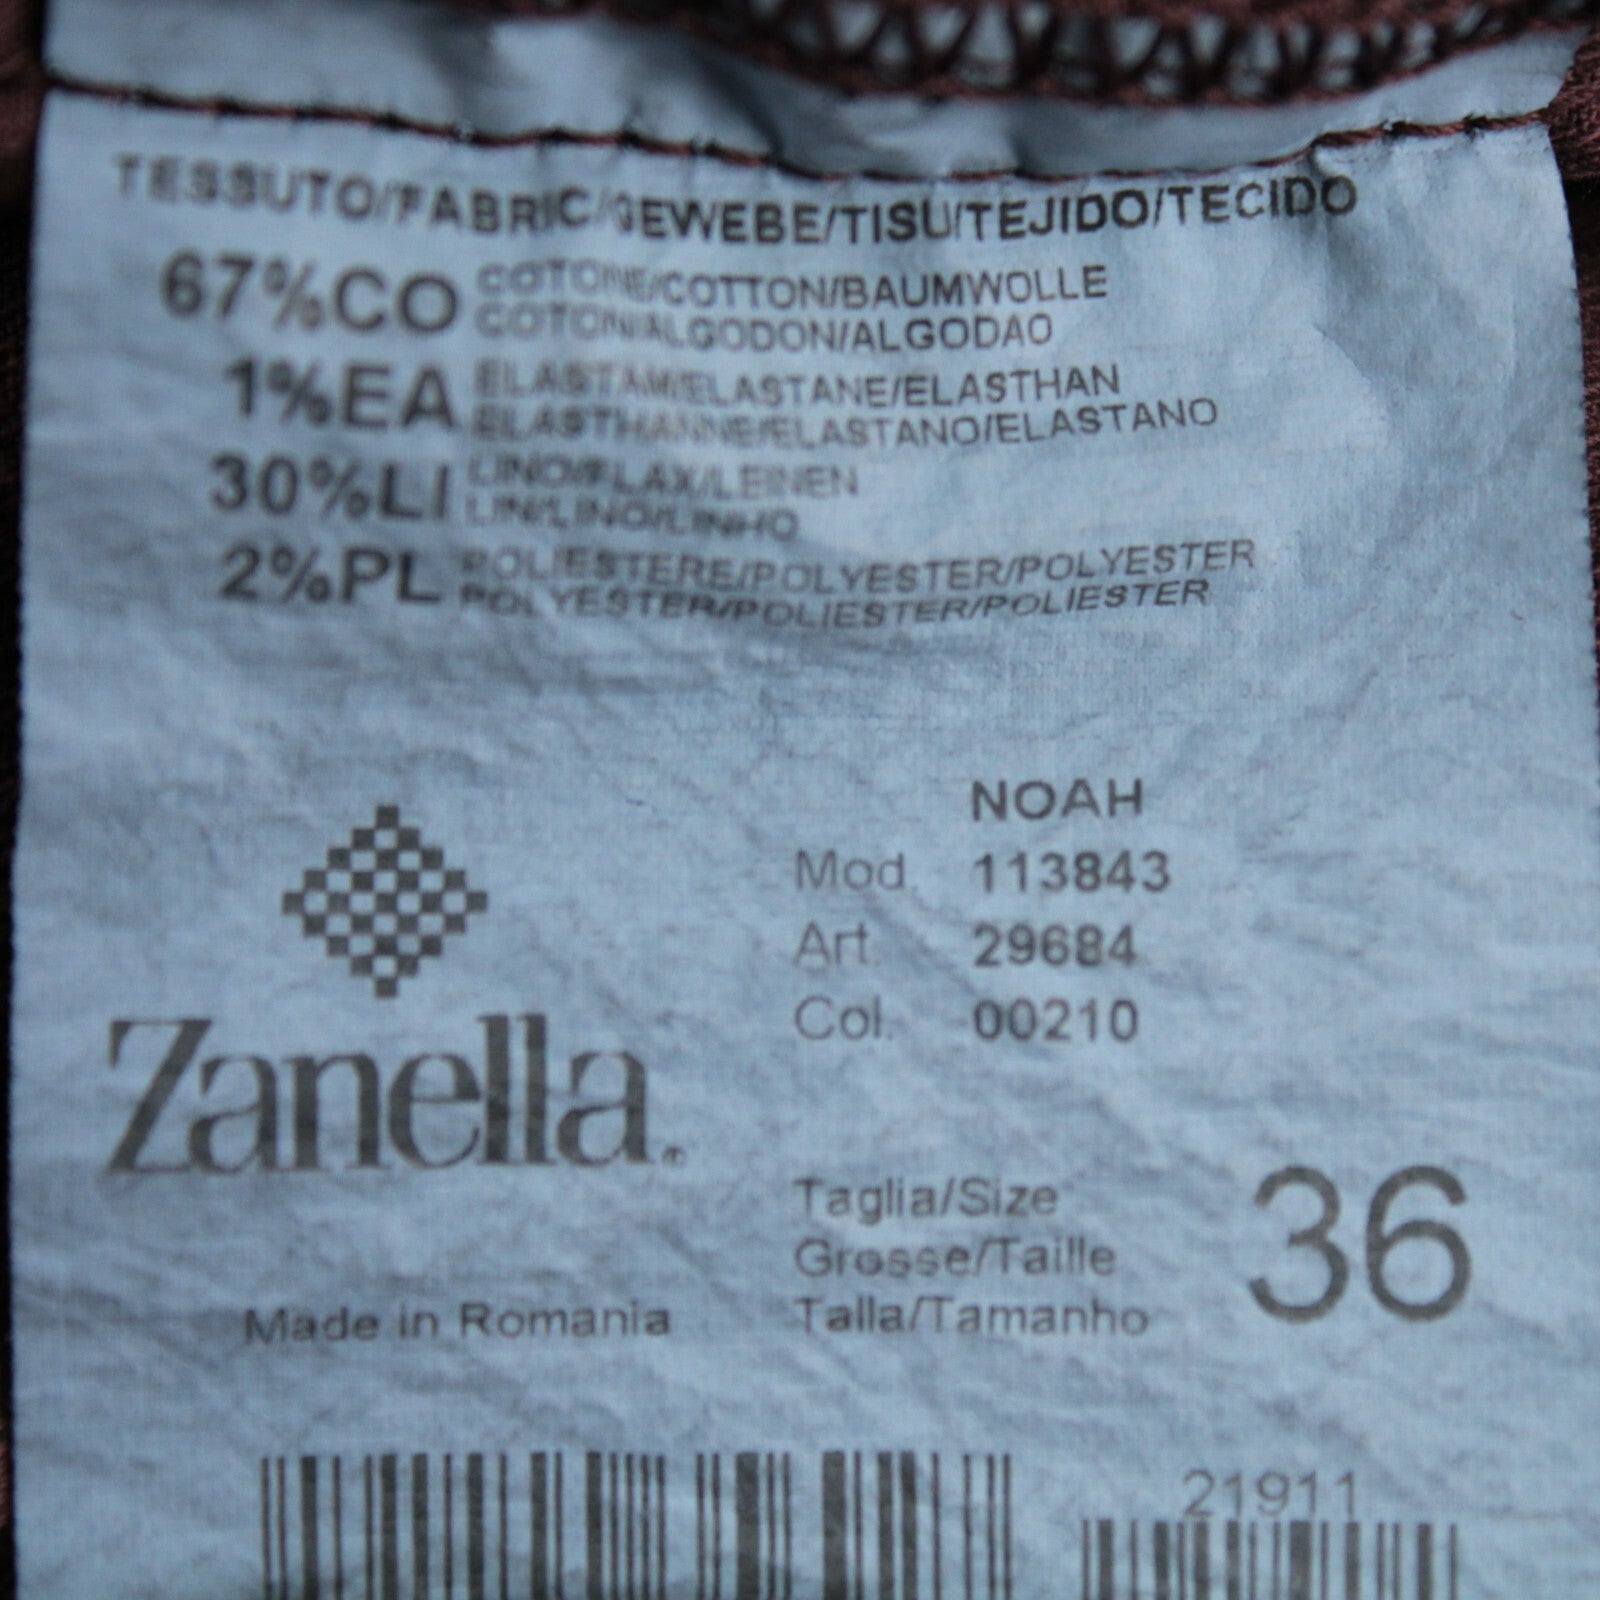 TESSUTO/FABRIC/GEWEBE/TISU/TEJIDO/TECIDO
67%CO COTONE/COTTON/BAUMWOLLE
COTON/ALGODON/ALGODAO
1%EA ELASTAM/ELASTANE/ELASTHAN
ELASTHANNE/ELASTANO/ELASTANO
30%LI LINO/FLAX/LEINEN
LIN/LINO/LINHO
2%PL POLIESTERE/POLYESTER/POLYESTER
POLYESTER/POLIESTER/POLIESTER
NOAH
Mod. 113843
Art. 29684
Col. 00210
Zanella®
Taglia/Size
Grosse/Taille
Talla/Tamanho
36
Made in Romania
21911